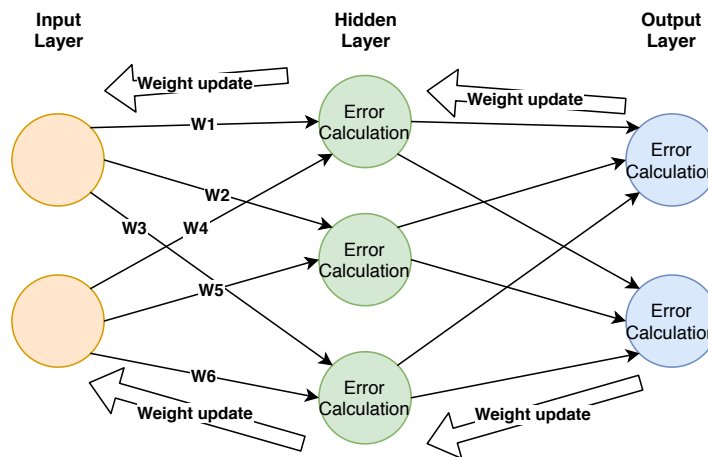 Input
Layer
Hidden
Layer
Output
Layer
Weight update
Weight update
W1
W2
W3
W4
W5
W6
Error
Calculation
Error
Calculation
Error
Calculation
Error
Calculation
Error
Calculation
Weight update
Weight update